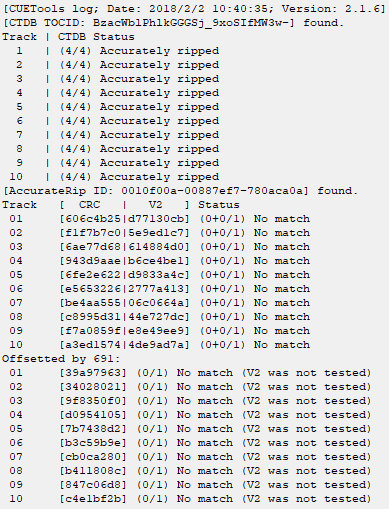 [CUETools log; Date: 2018/2/2 10:40:35; Version: 2.1.6]
[CTDB TOCID: BzacWblPhlkGGGSj_9xoSIfMW3w-] found.
Track | CTDB Status
1 | (4/4) Accurately ripped
2 | (4/4) Accurately ripped
3 | (4/4) Accurately ripped
4 | (4/4) Accurately ripped
5 | (4/4) Accurately ripped
6 | (4/4) Accurately ripped
7 | (4/4) Accurately ripped
8 | (4/4) Accurately ripped
9 | (4/4) Accurately ripped
10 | (4/4) Accurately ripped
[AccurateRip ID: 0010f00a-00887ef7-780aca0a] found.
Track [ CRC | V2 ] Status
01 [606c4b25|d77130cb] (0+0/1) No match
02 [f1f7b7c0|5e9ed1c7] (0+0/1) No match
03 [6ae77d68|614884d0] (0+0/1) No match
04 [943d9aae|b6ce4be1] (0+0/1) No match
05 [6fe2e622|d9833a4c] (0+0/1) No match
06 [e5653226|2777a413] (0+0/1) No match
07 [be4aa555|06c0664a] (0+0/1) No match
08 [c8995d31|44e727dc] (0+0/1) No match
09 [f7a0859f|e8e49ee9] (0+0/1) No match
10 [a3ed1574|4de9ad7a] (0+0/1) No match
Offsetted by 691:
01 [39a97963] (0/1) No match (V2 was not tested)
02 [34028021] (0/1) No match (V2 was not tested)
03 [9f8350f0] (0/1) No match (V2 was not tested)
04 [d0954105] (0/1) No match (V2 was not tested)
05 [7b7438d2] (0/1) No match (V2 was not tested)
06 [b3c59b9e] (0/1) No match (V2 was not tested)
07 [cb0ca280] (0/1) No match (V2 was not tested)
08 [b411808c] (0/1) No match (V2 was not tested)
09 [847c06d8] (0/1) No match (V2 was not tested)
10 [c4e1bf2b] (0/1) No match (V2 was not tested)